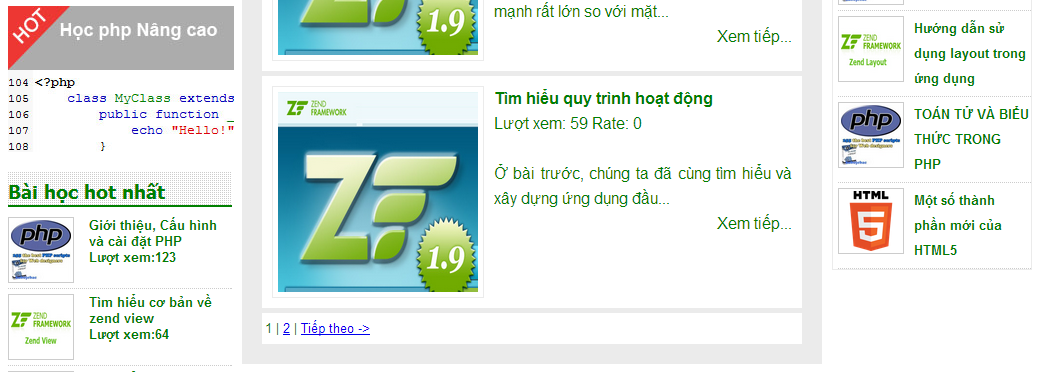 HOT
Học php Nâng cao
104 <?php
105 class MyClass extends
106 public function _
107 echo "Hello!"
108 }
Bài học hot nhất
php
Giới thiệu, Cấu hình
và cài đặt PHP
Lượt xem:123
ZEND
FRAMEWORK
Zend View
Tìm hiểu cơ bản về
zend view
Lượt xem:64
1.9
mạnh rất lớn so với mặt...
Xem tiếp...
ZEND
FRAMEWORK
ZF
1.9
Tìm hiểu quy trình hoạt động
Lượt xem: 59 Rate: 0
Ở bài trước, chúng ta đã cùng tìm hiểu và
xây dựng ứng dụng đầu...
Xem tiếp...
1 | 2 | Tiếp theo ->
ZEND
FRAMEWORK
Zend Layout
Hướng dẫn sử
dụng layout trong
ứng dụng
php
TOÁN TỬ VÀ BIỂU
THỨC TRONG
PHP
HTML
5
Một số thành
phần mới của
HTML5